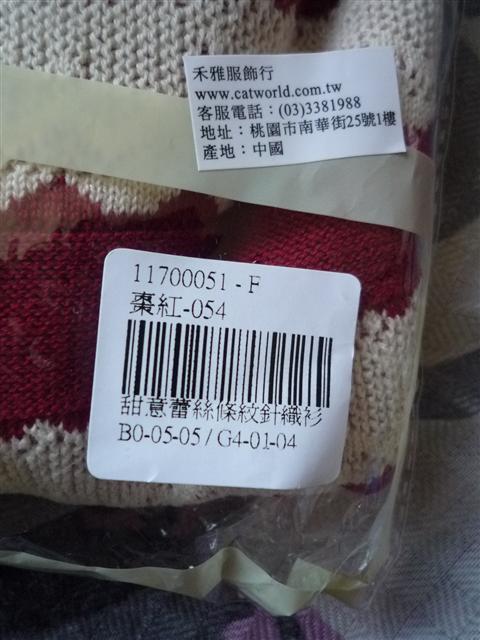 禾雅服飾行
www.catworld.com.tw
客服電話：(03)3381988
地址：桃園市南華街25號1樓
產地：中國
11700051 - F
棗紅-054
甜意蕾絲條紋針織衫
B0-05-05 / G4-01-04